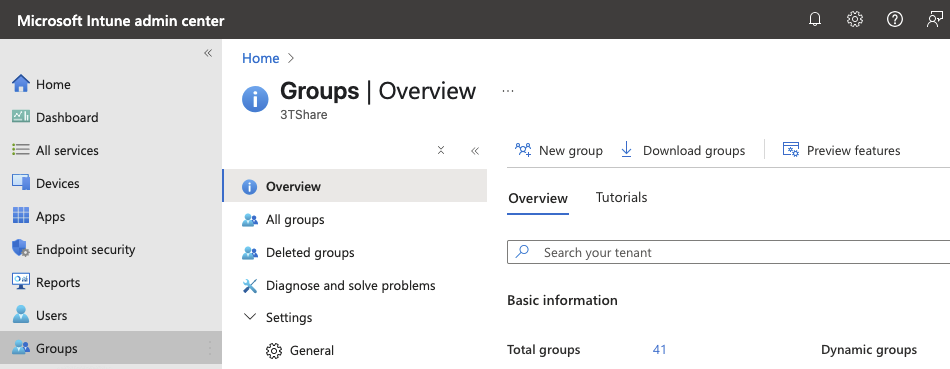 Microsoft Intune admin center
Home
Dashboard
All services
Devices
Apps
Endpoint security
Reports
Users
Groups
Home
Groups | Overview
3TShare
Overview
All groups
Deleted groups
Diagnose and solve problems
Settings
General
New group
Download groups
Preview features
Overview
Tutorials
Search your tenant
Basic information
Total groups 41 Dynamic groups